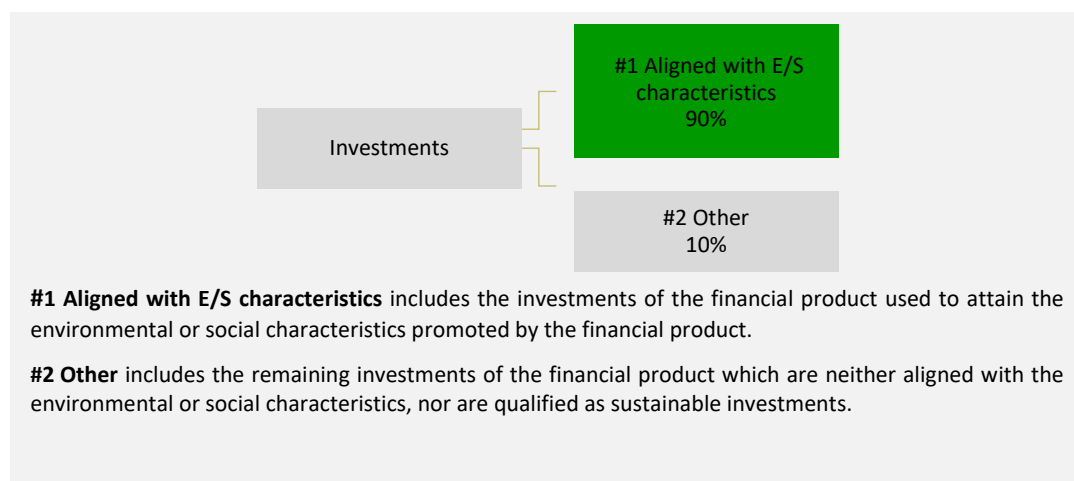 #1 Aligned with E/S
characteristics
90%
Investments
#2 Other
10%
#1 Aligned with E/S characteristics includes the investments of the financial product used to attain the
environmental or social characteristics promoted by the financial product.
#2 Other includes the remaining investments of the financial product which are neither aligned with the
environmental or social characteristics, nor are qualified as sustainable investments.